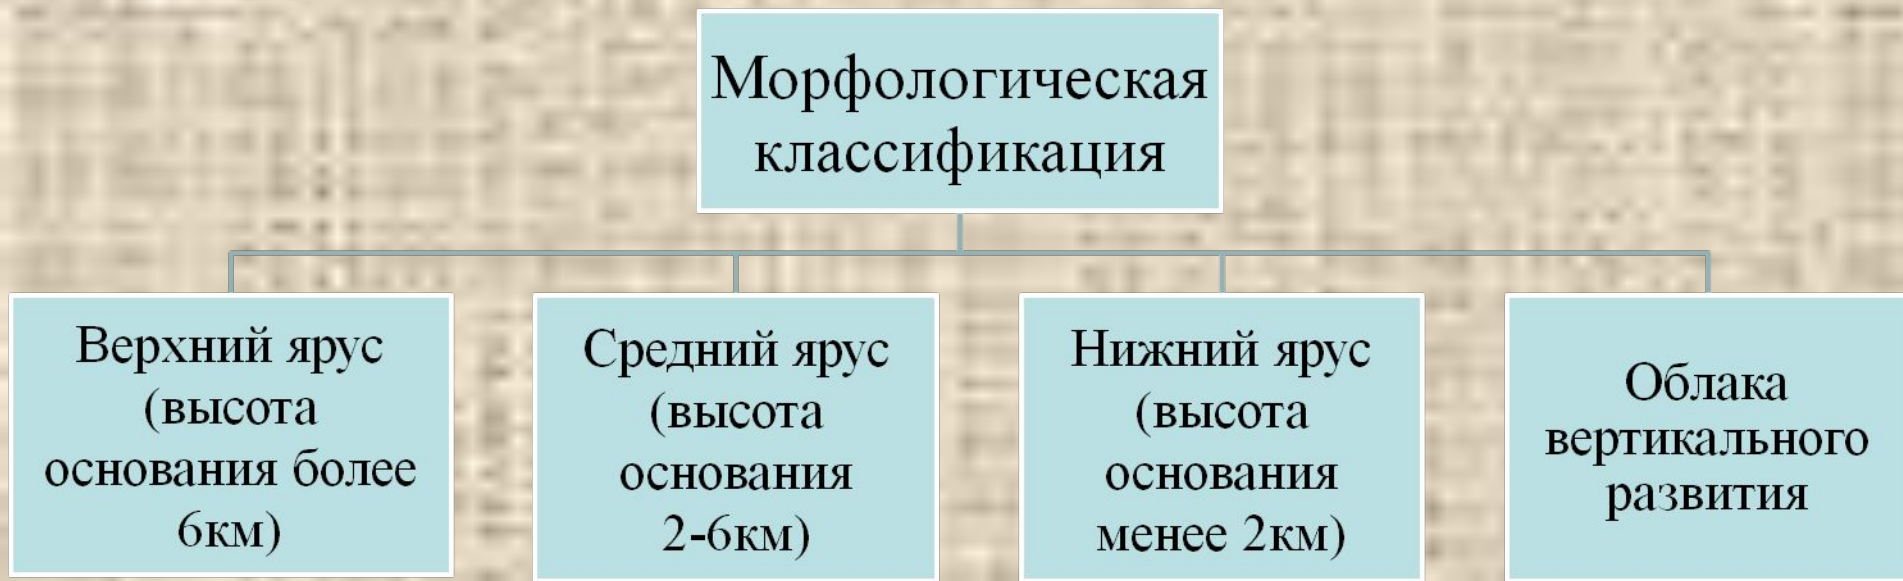 Морфологическая
классификация
Верхний ярус
(высота
основания более
6км)
Средний ярус
(высота
основания
2-6км)
Нижний ярус
(высота
основания
менее 2км)
Облака
вертикального
развития